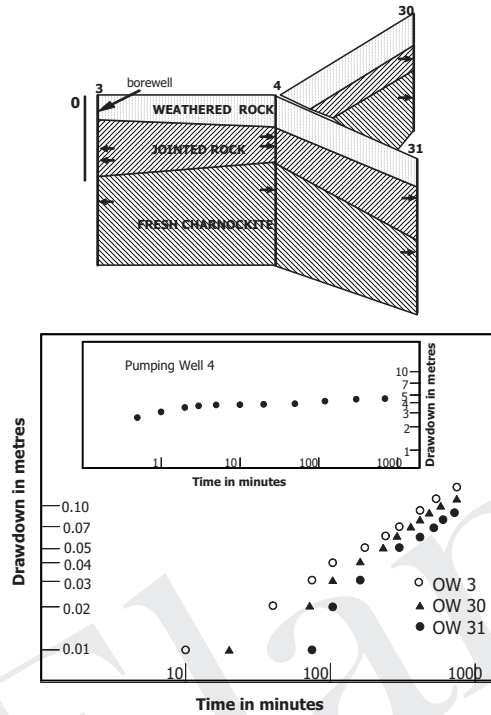 30
3
borewell
4
0
WEATHERED ROCK
31
JOINTED ROCK
FRESH CHARNOCKITE
Pumping Well 4
10
7
5
4
3
2
1
Drawdown in metres
1
10
100
1000
Time in minutes
Drawdown in metres
0.10
0.07
0.05
0.03
0.02
0.01
OW 3
OW 30
OW 31
10
100
1000
Time in minutes